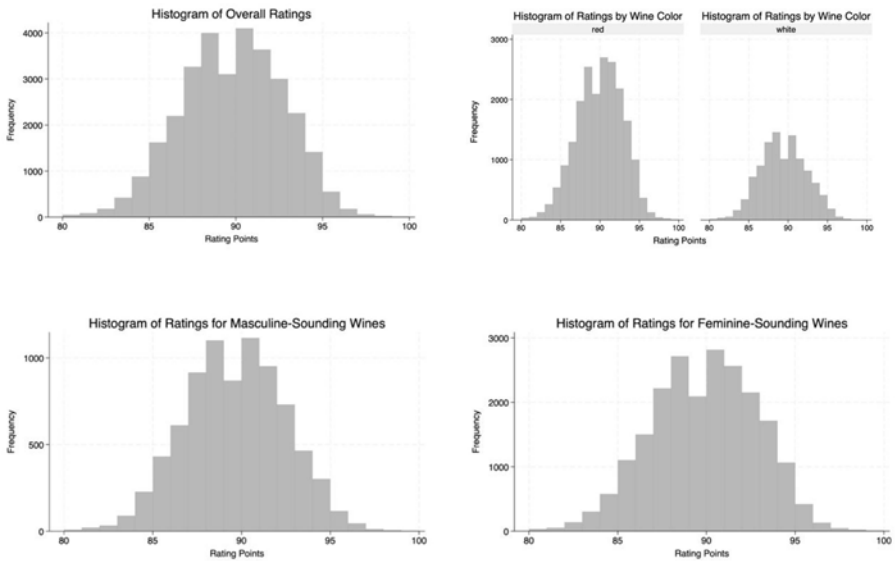 Histogram of Overall Ratings
4000
3000
2000
1000
0
Frequency
80 85 90 95 100
Rating Points
Histogram of Ratings by Wine Color Histogram of Ratings by Wine Color
red white
3000
2000
1000
0
Frequency
80 85 90 95 100 80 85 90 95 100
Rating Points
Histogram of Ratings for Masculine-Sounding Wines
1000
500
0
Frequency
80 85 90 95 100
Rating Points
Histogram of Ratings for Feminine-Sounding Wines
3000
2000
1000
0
Frequency
80 85 90 95 100
Rating Points